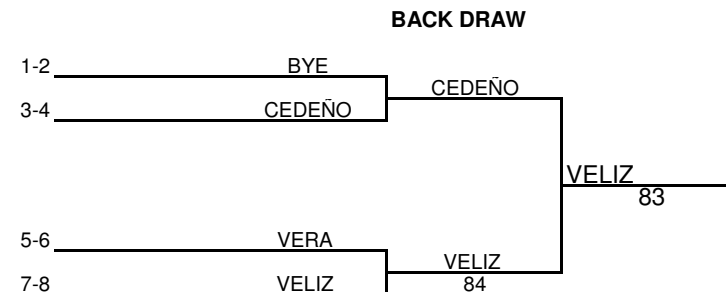 BACK DRAW
1-2 BYE
CEDEÑO
3-4 CEDEÑO
VELIZ
83
5-6 VERA
VELIZ
7-8 VELIZ 84